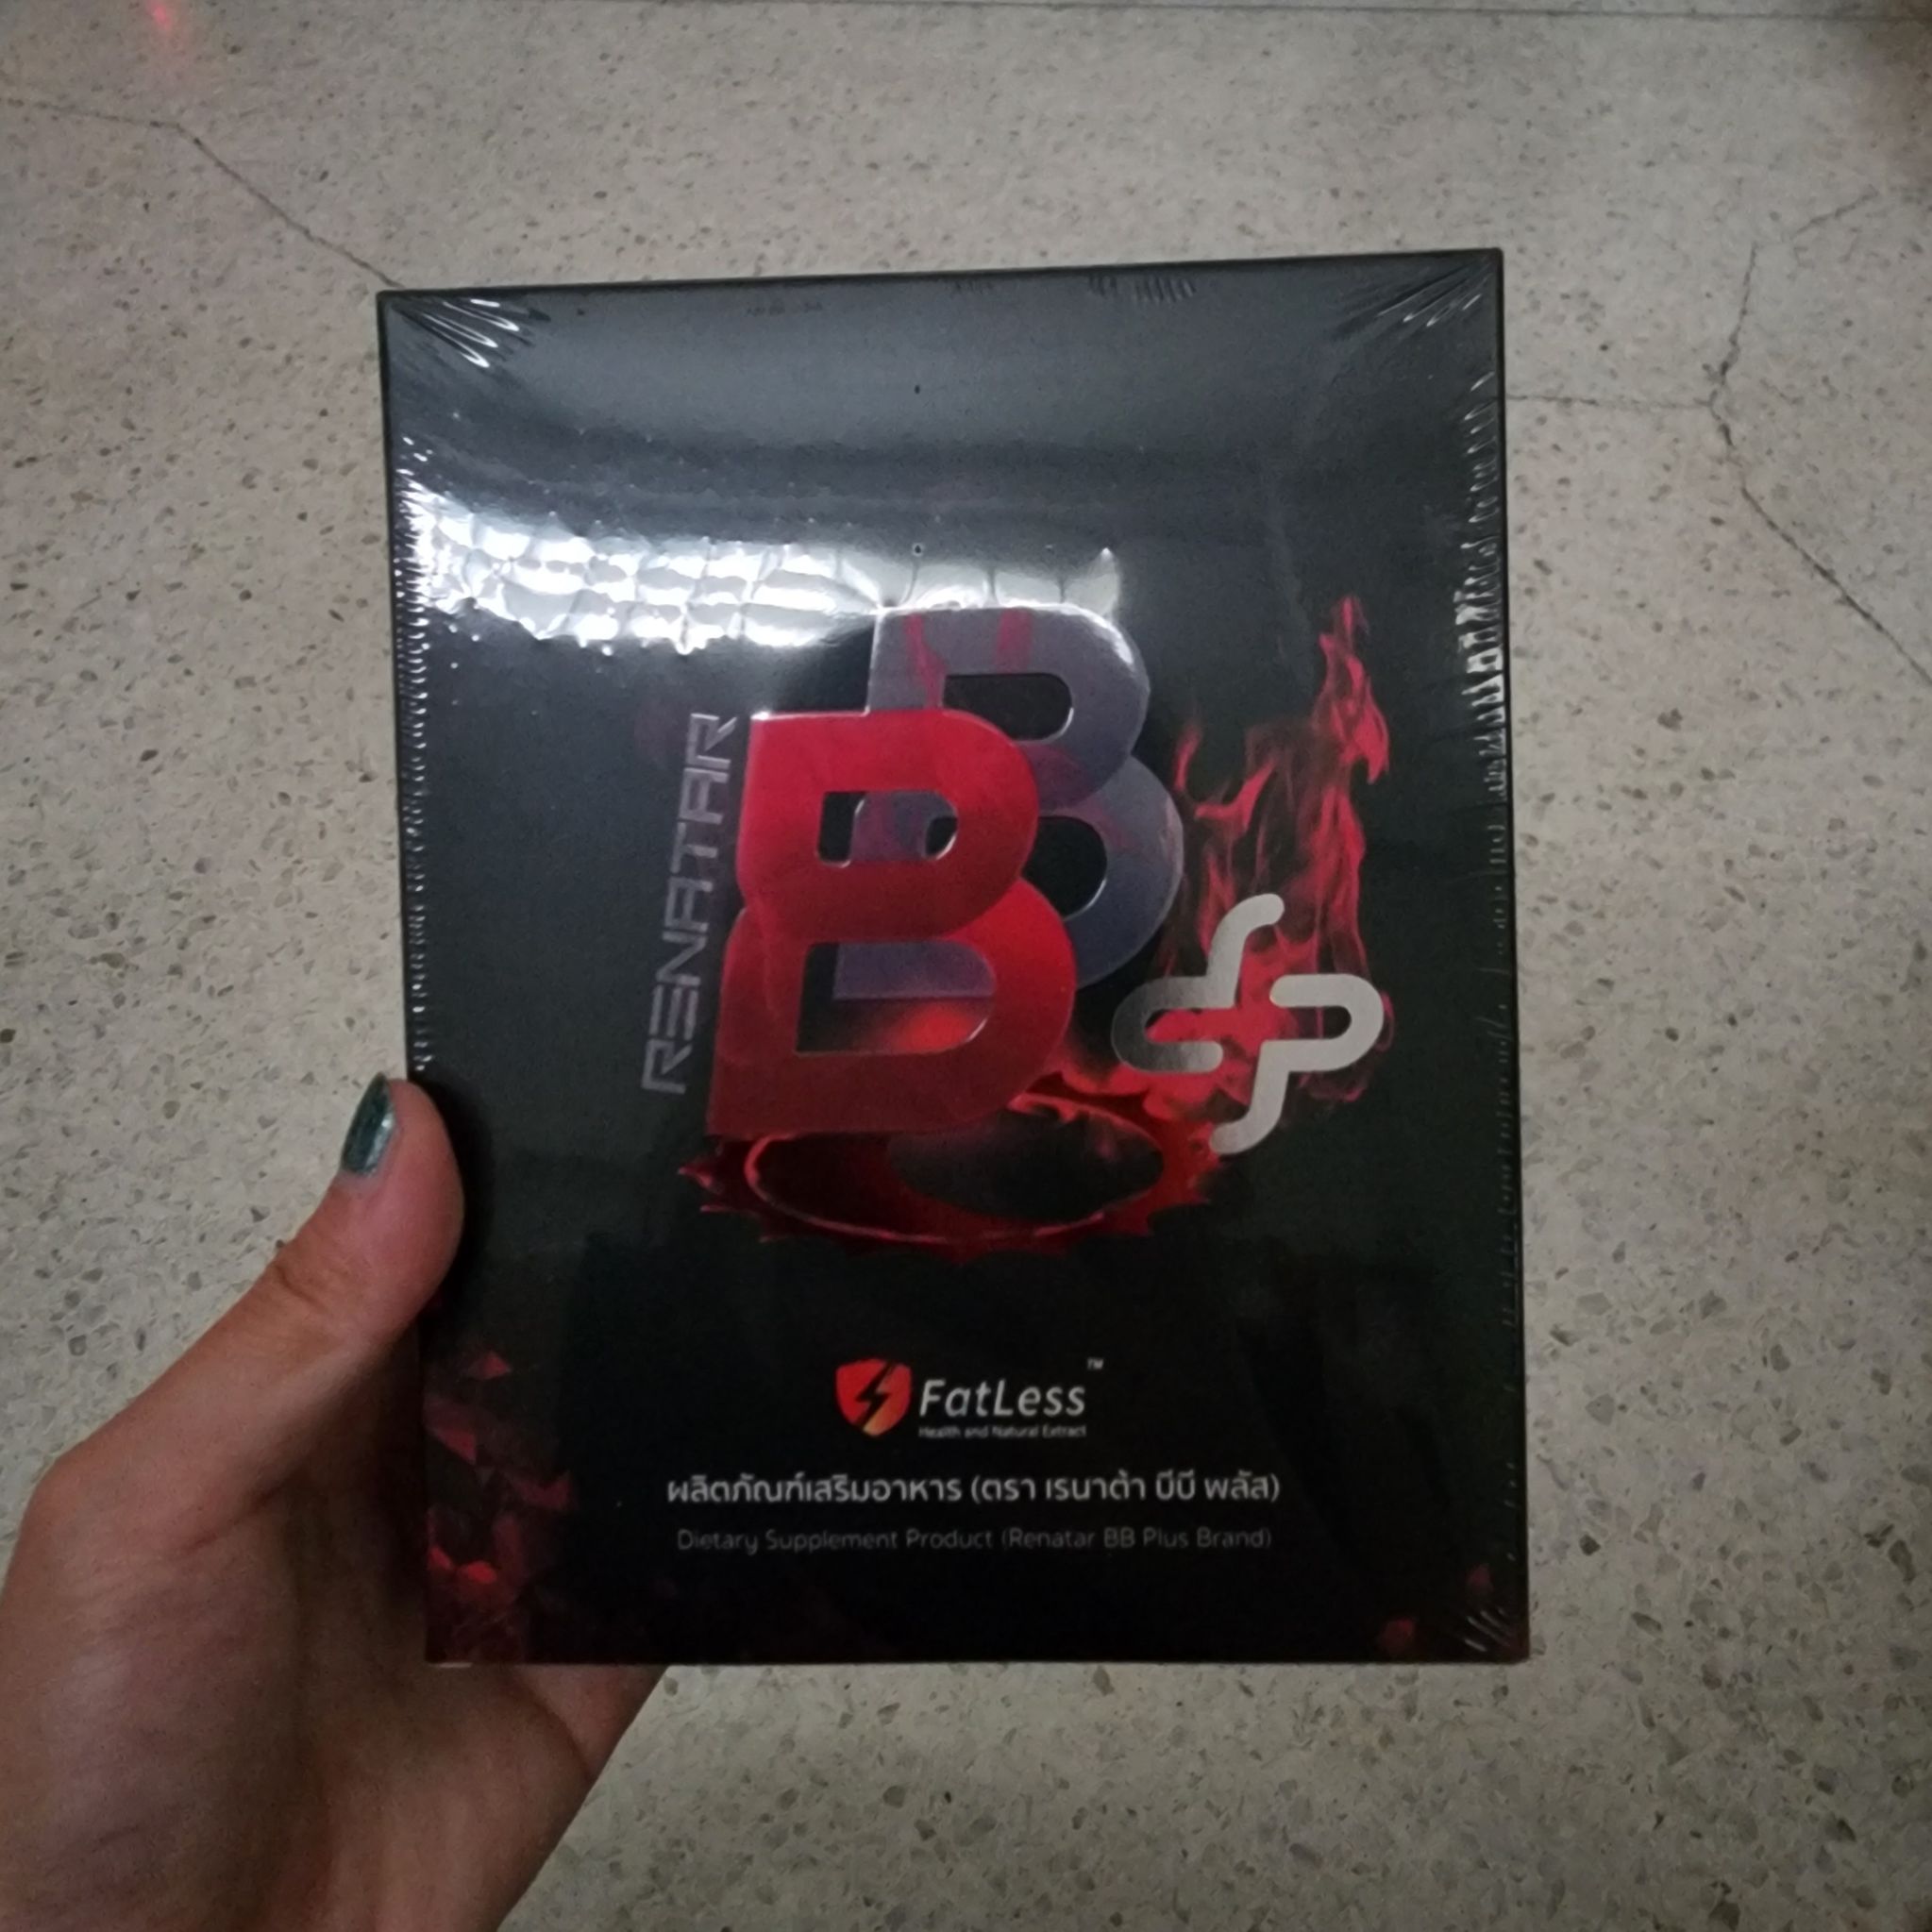 RENATAR
BB
FatLess™
Health and Natural Extract
ผลิตภัณฑ์เสริมอาหาร (ตรา เรนาต้า บีบี พลัส)
Dietary Supplement Product (Renatar BB Plus Brand)